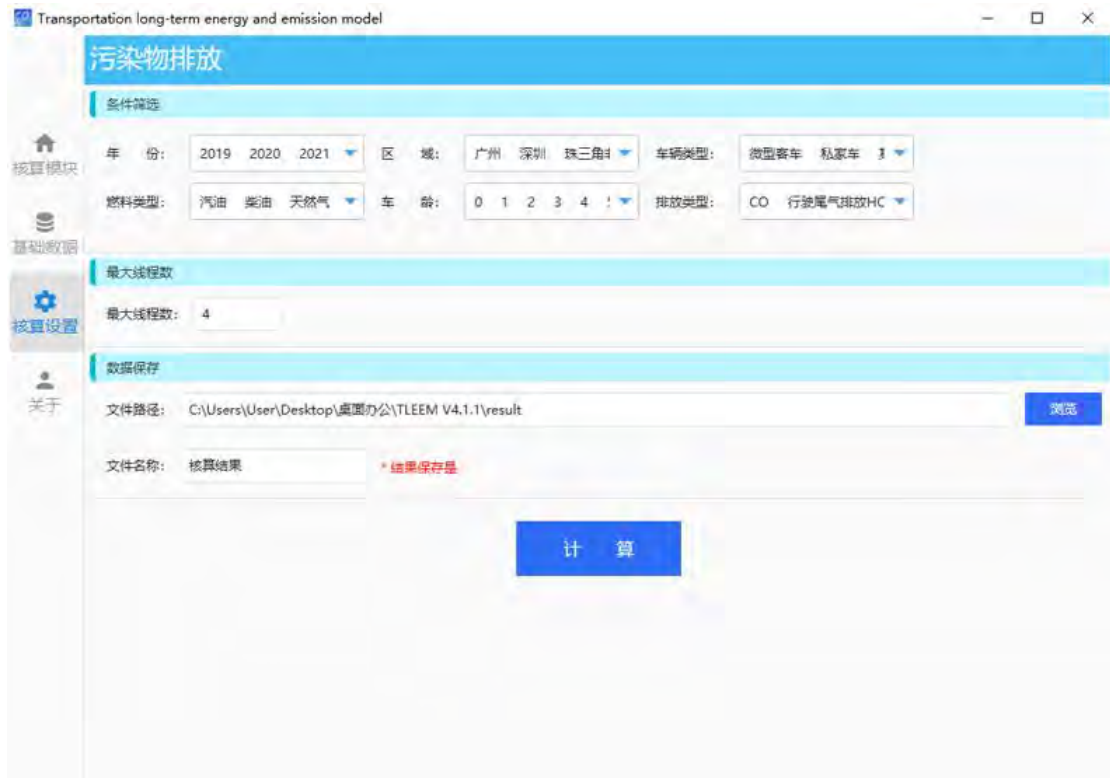 Transportation long-term energy and emission model
污染物排放
条件筛选
核算模块
年 份: 2019 2020 2021 区 域: 广州 深圳 珠三角 车辆类型: 微型客车 私家车
燃料类型: 汽油 柴油 天然气 车 龄: 0 1 2 3 4 排放类型: CO 行驶尾气排放HC
基础数据
最大线程数
核算设置
最大线程数: 4
数据保存
关于
文件路径: C:\Users\User\Desktop\桌面办公\TLEEM V4.1.1\result 浏览
文件名称: 核算结果 * 结果保存是
计 算